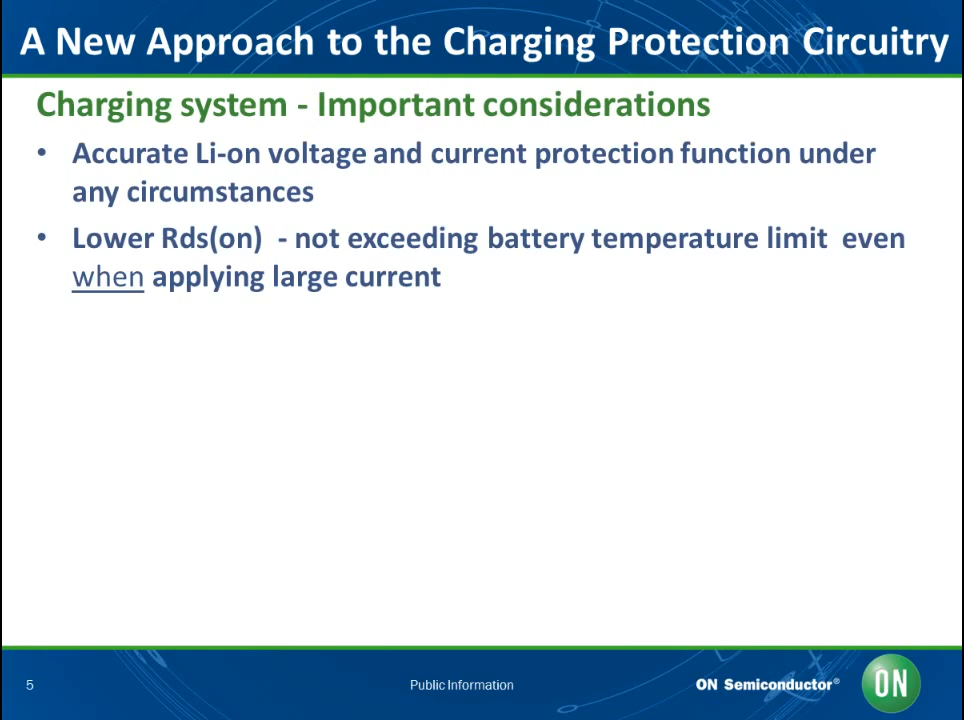 A New Approach to the Charging Protection Circuitry
Charging system - Important considerations
• Accurate Li-on voltage and current protection function under
any circumstances
• Lower Rds(on)  - not exceeding battery temperature limit  even
when applying large current
5
Public Information
ON Semiconductor®
ON